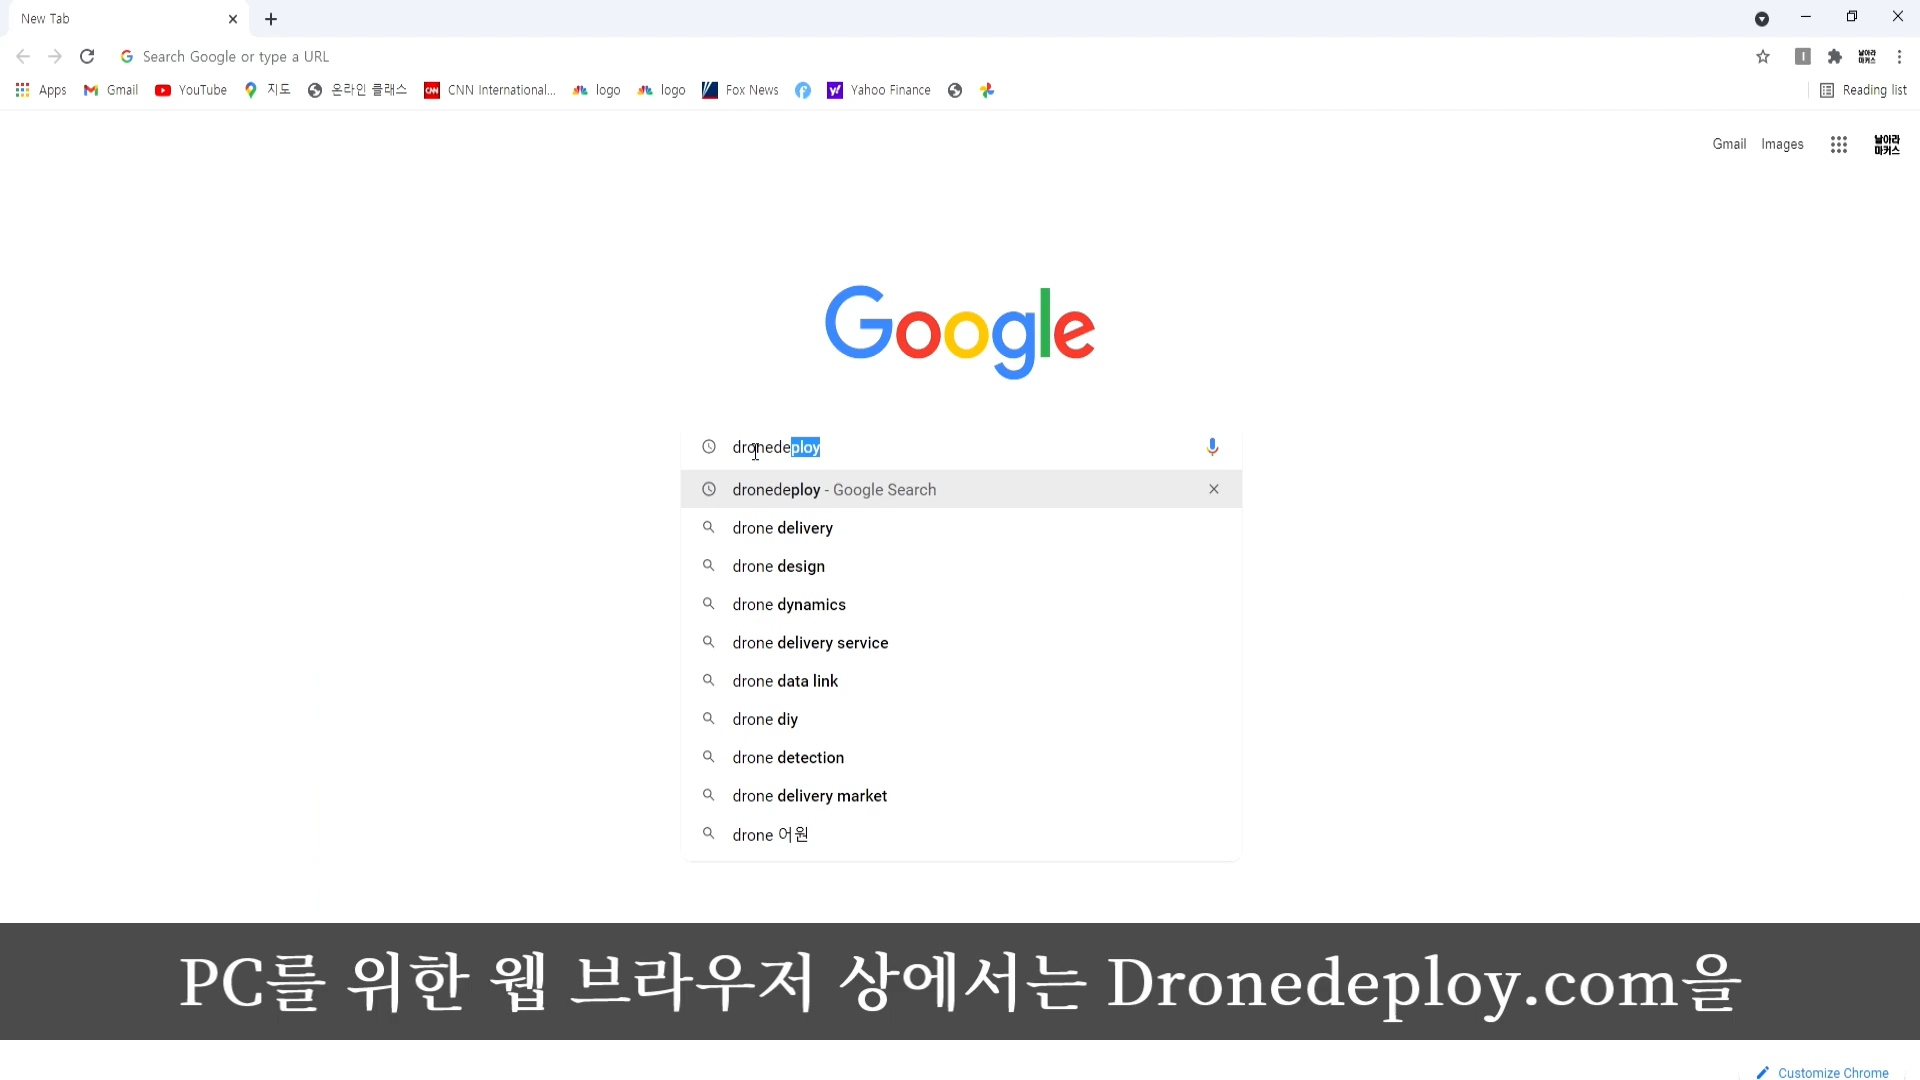 New Tab
Search Google or type a URL
Apps Gmail YouTube 지도 온라인 클래스 CNN International... logo logo Fox News Yahoo Finance Reading list
Gmail Images 날아라 마커스
Google
dronedeploy
dronedeploy - Google Search
drone delivery
drone design
drone dynamics
drone delivery service
drone data link
drone diy
drone detection
drone delivery market
drone 어원
PC를 위한 웹 브라우저 상에서는 Dronedeploy.com을
Customize Chrome